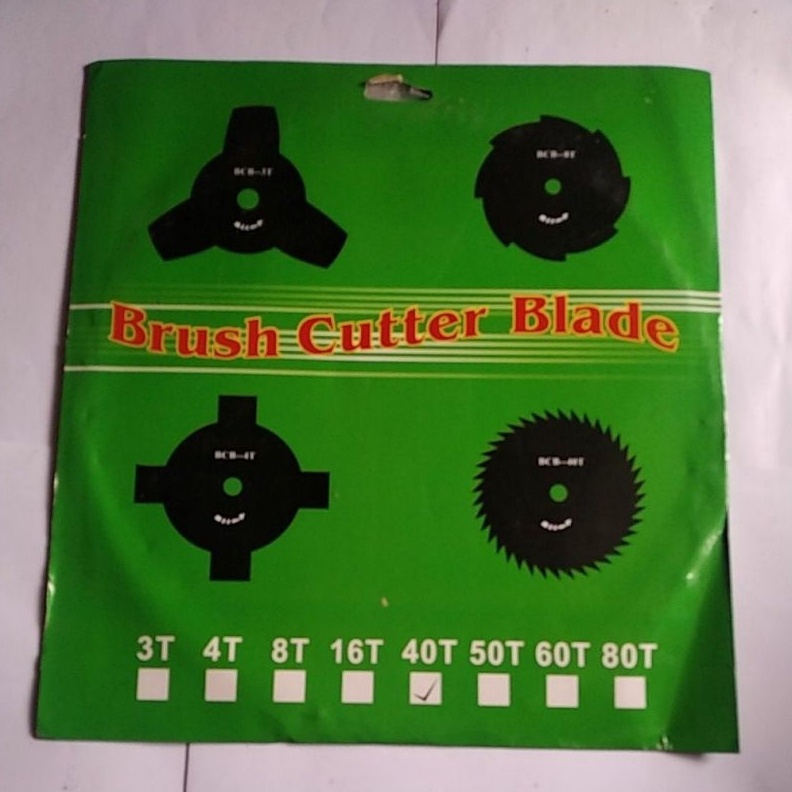 BCB-3T
BCB-8T
Brush Cutter Blade
BCB-4T
BCB-40T
3T 4T 8T 16T 40T 50T 60T 80T